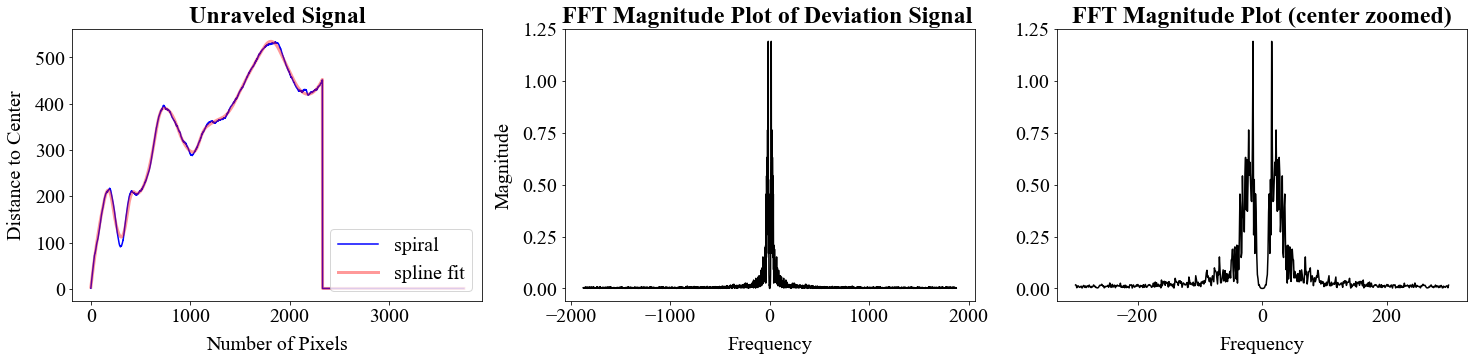 Unraveled Signal
Distance to Center
500
400
300
200
100
0
0 1000 2000 3000
Number of Pixels
spiral
spline fit
FFT Magnitude Plot of Deviation Signal
Magnitude
1.25
1.00
0.75
0.50
0.25
0.00
−2000 −1000 0 1000 2000
Frequency
FFT Magnitude Plot (center zoomed)
1.25
1.00
0.75
0.50
0.25
0.00
−200 0 200
Frequency